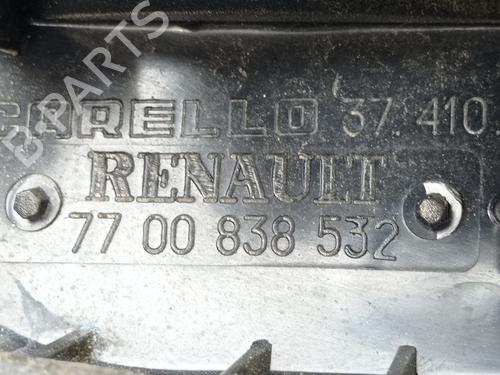 CARELLO 37 410
RENAULT
77 00 838 532
B-PARTS